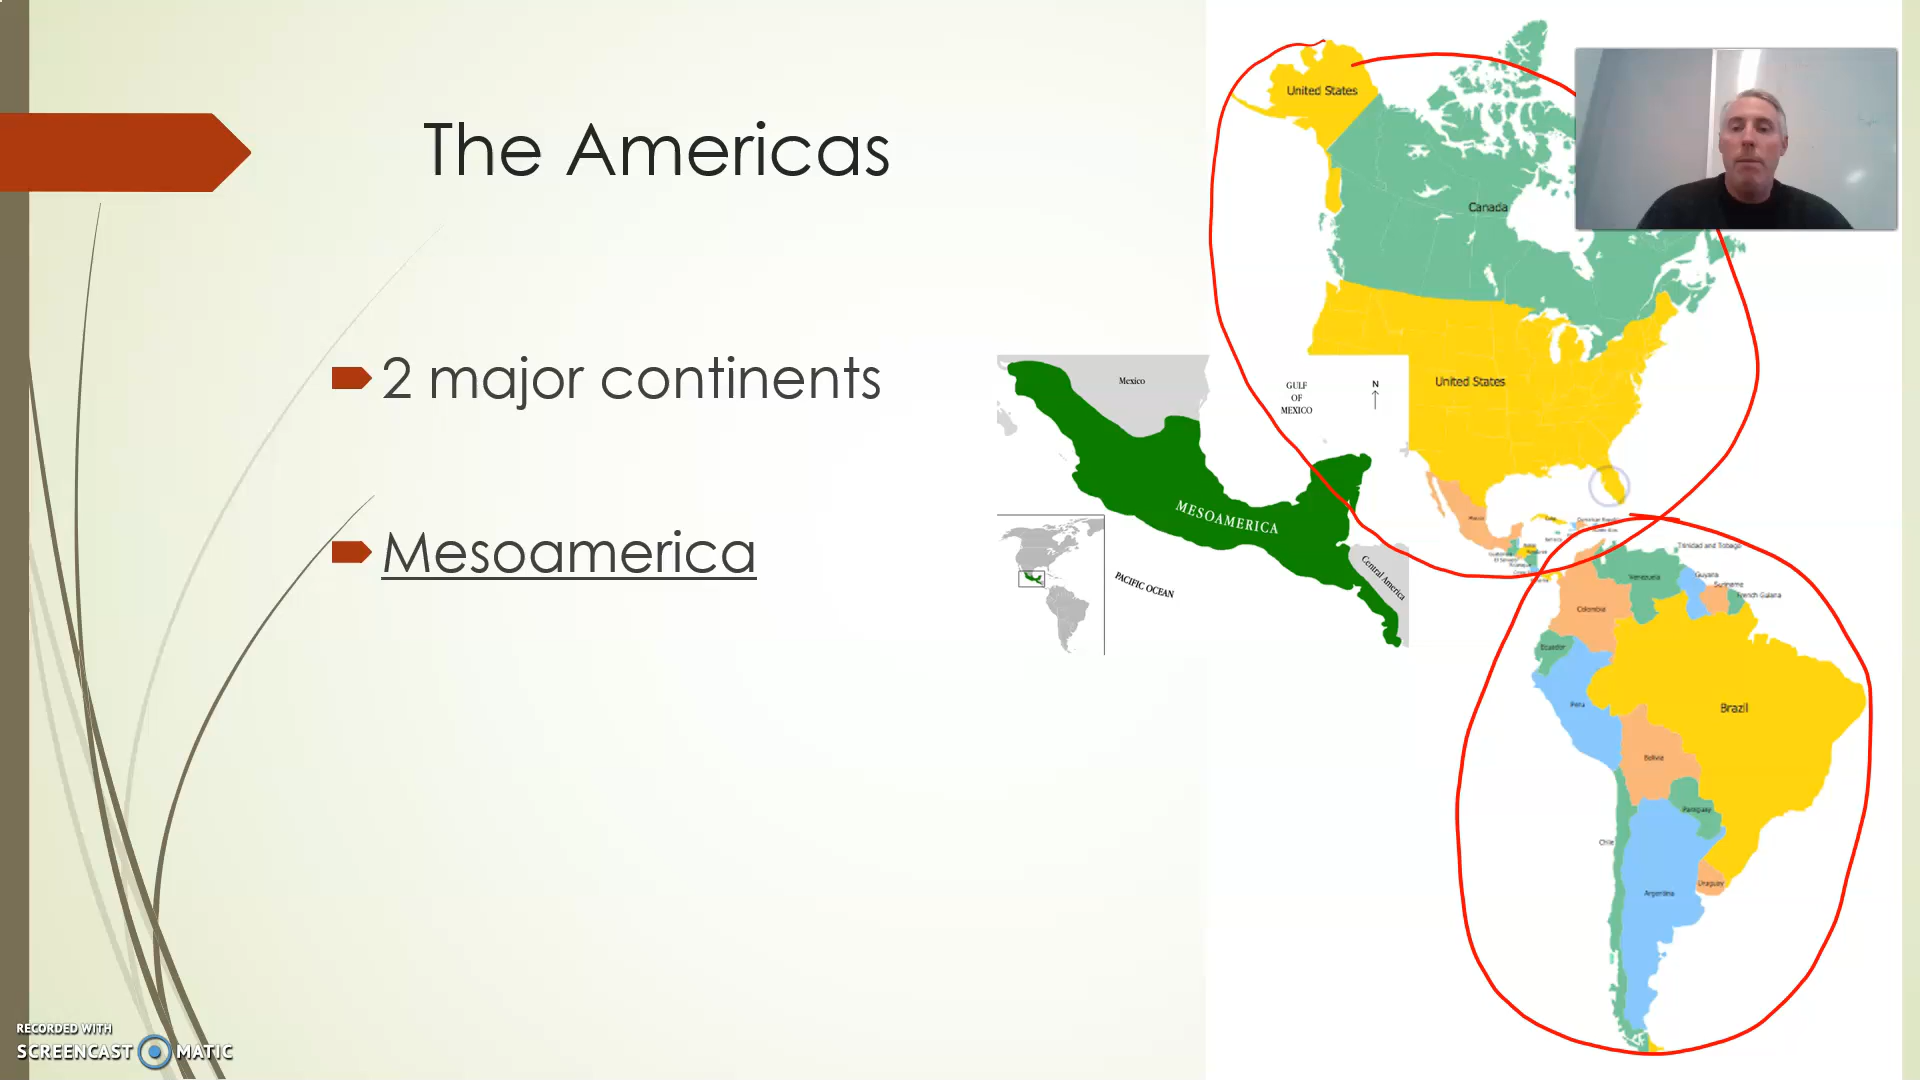 The Americas
2 major continents
Mesoamerica
United States
Canada
United States
Mexico
GULF
OF
MEXICO
N
MESOAMERICA
Central America
PACIFIC OCEAN
Mexico
Cuba
Trinidad and Tobago
Venezuela
Guyana
Suriname
French Guiana
Colombia
Ecuador
Peru
Brazil
Bolivia
Paraguay
Chile
Uruguay
Argentina
RECORDED WITH
SCREENCAST MATIC